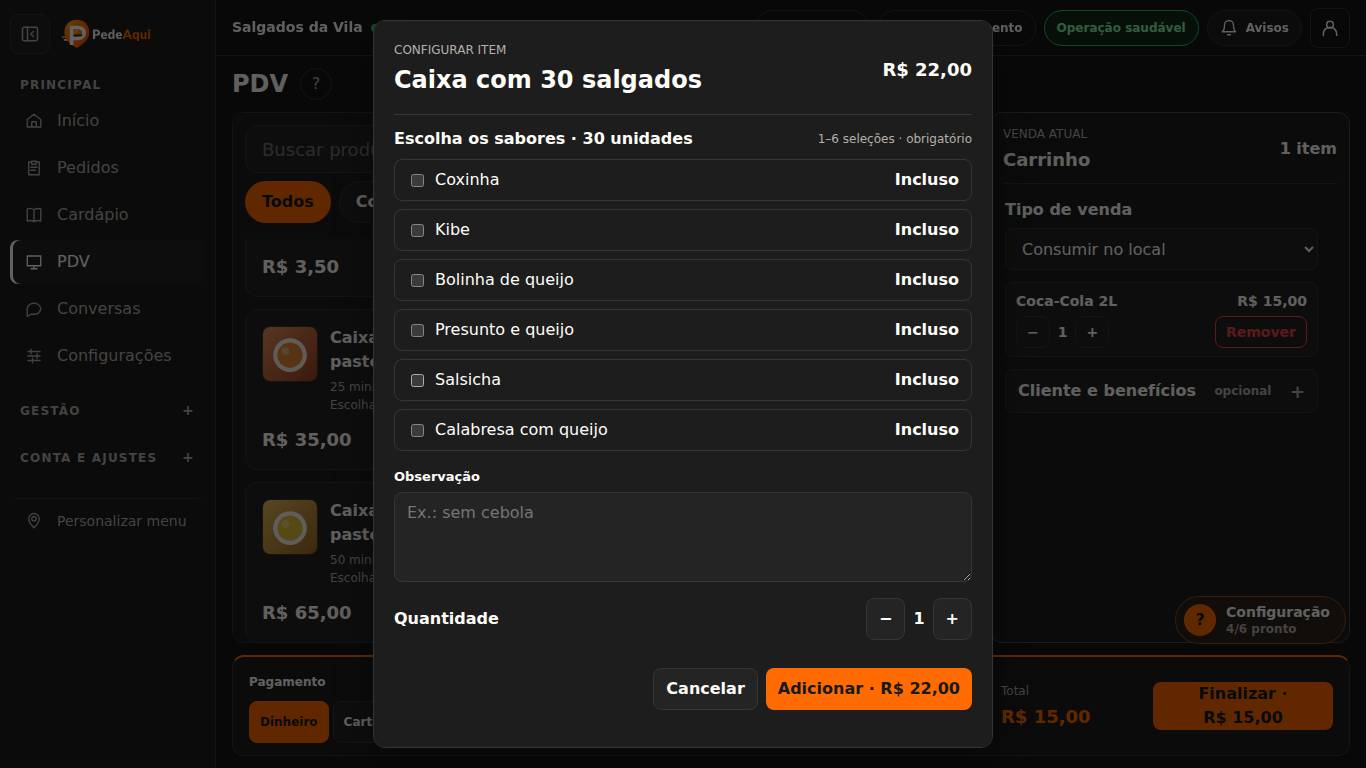 PedeAqui
PRINCIPAL
Início
Pedidos
Cardápio
PDV
Conversas
Configurações
GESTÃO +
CONTA E AJUSTES +
Personalizar menu
Salgados da Vila
Operação saudável
Avisos
PDV ?
Todos
R$ 3,50
25 min
R$ 35,00
50 min
R$ 65,00
Pagamento
Dinheiro
CONFIGURAR ITEM
Caixa com 30 salgados
R$ 22,00
Escolha os sabores · 30 unidades
1–6 seleções · obrigatório
Coxinha Incluso
Kibe Incluso
Bolinha de queijo Incluso
Presunto e queijo Incluso
Salsicha Incluso
Calabresa com queijo Incluso
Observação
Ex.: sem cebola
Quantidade
− 1 +
Cancelar
Adicionar · R$ 22,00
VENDA ATUAL
Carrinho
1 item
Tipo de venda
Consumir no local
Coca-Cola 2L R$ 15,00
− 1 +
Remover
Cliente e benefícios opcional +
?
Configuração
4/6 pronto
Total
R$ 15,00
Finalizar ·
R$ 15,00